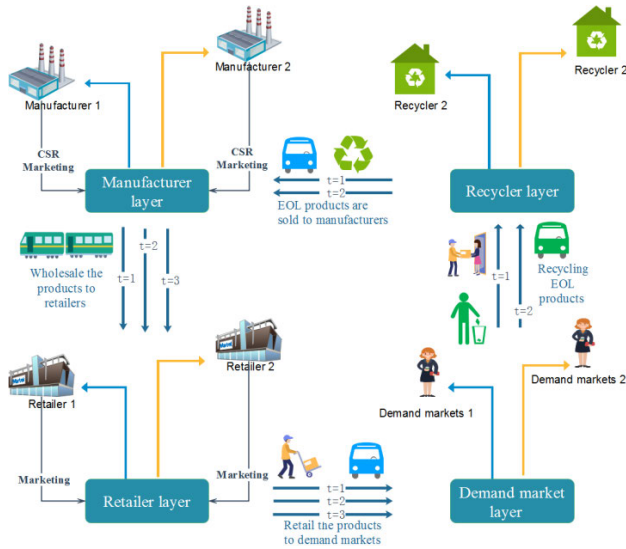 Manufacturer 1
Manufacturer 2
Recycler 2
Recycler 2
CSR
Marketing
CSR
Marketing
Manufacturer
layer
t=1
t=2
EOL products are
sold to manufacturers
Recycler layer
Wholesale the
products to
retailers
t=1
t=2
t=3
t=1
t=2
Recycling
EOL
products
Retailer 1
Retailer 2
Demand markets 1
Demand markets 2
Marketing
Marketing
Retailer layer
t=1
t=2
t=3
Retail the products
to demand markets
Demand market
layer